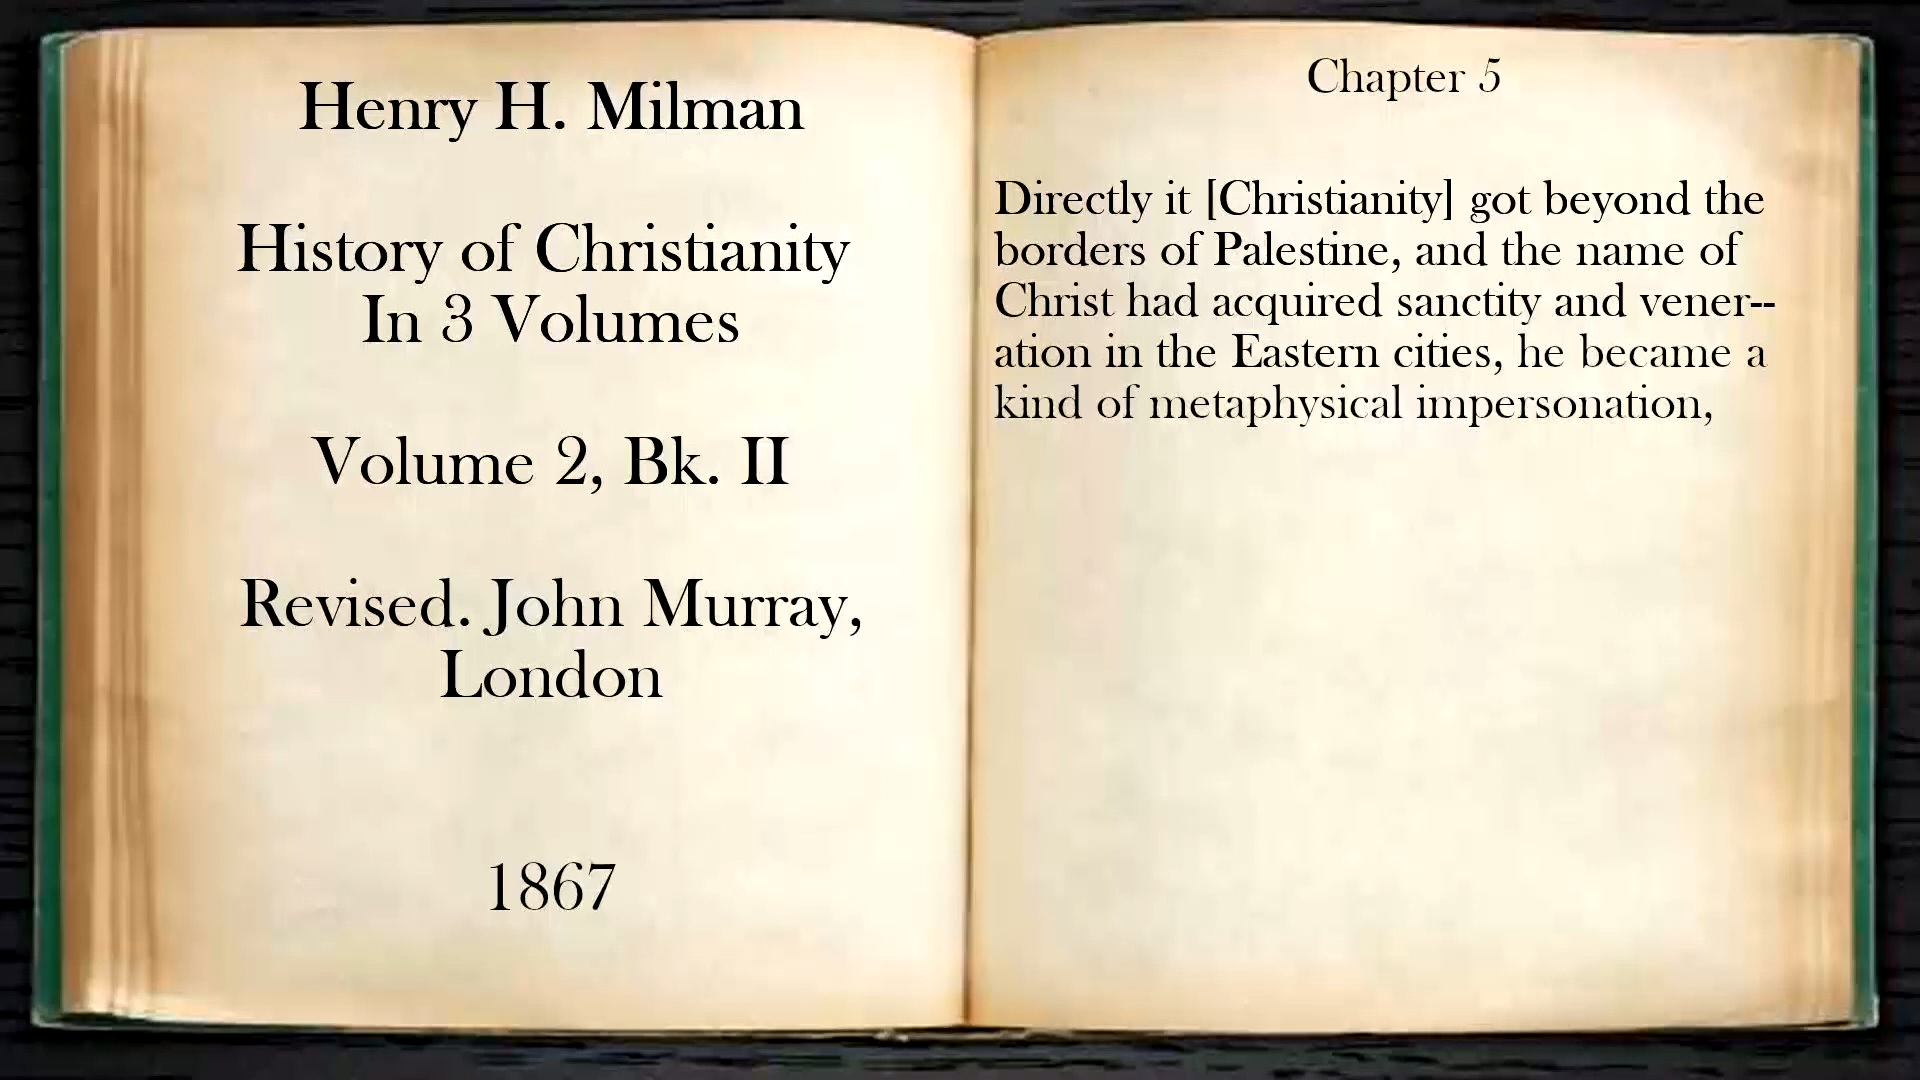 Henry H. Milman
History of Christianity
In 3 Volumes
Volume 2, Bk. II
Revised. John Murray,
London
1867
Chapter 5
Directly it [Christianity] got beyond the
borders of Palestine, and the name of
Christ had acquired sanctity and vener--
ation in the Eastern cities, he became a
kind of metaphysical impersonation,